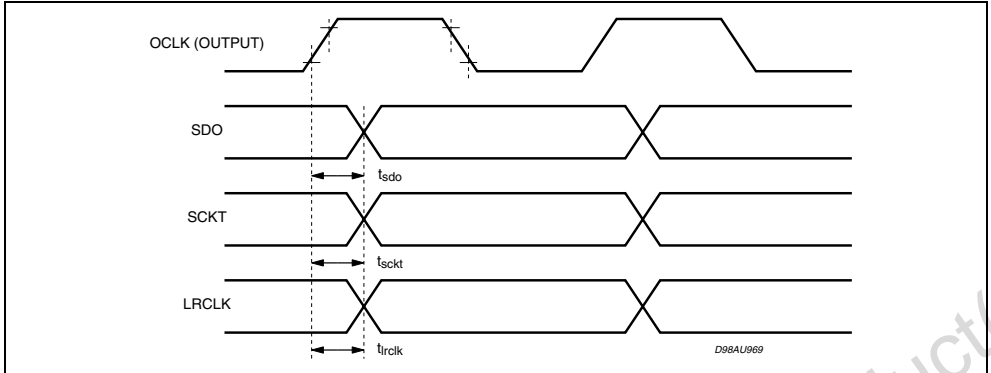 OCLK (OUTPUT)
SDO
tsdo
SCKT
tsckt
LRCLK
tlrclk
D98AU969